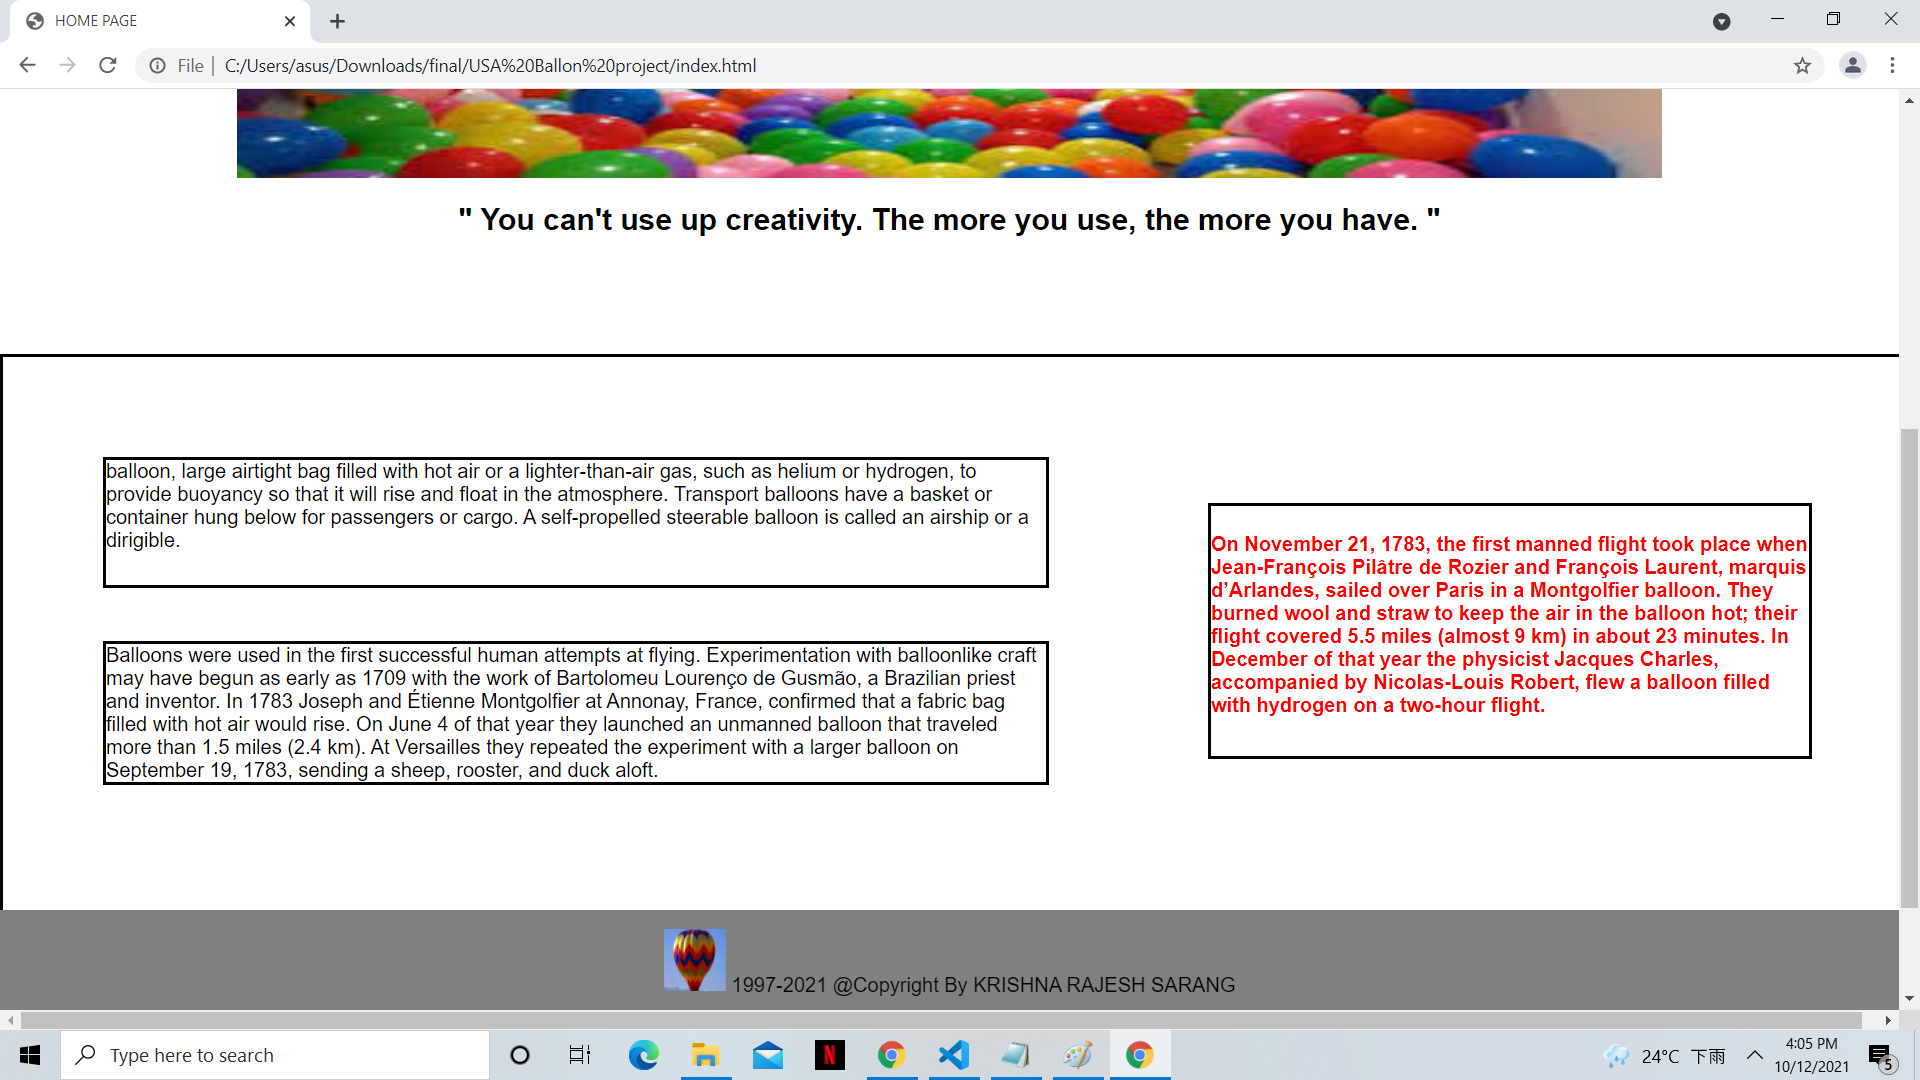 HOME PAGE
File | C:/Users/asus/Downloads/final/USA%20Ballon%20project/index.html
" You can't use up creativity. The more you use, the more you have. "
balloon, large airtight bag filled with hot air or a lighter-than-air gas, such as helium or hydrogen, to
provide buoyancy so that it will rise and float in the atmosphere. Transport balloons have a basket or
container hung below for passengers or cargo. A self-propelled steerable balloon is called an airship or a
dirigible.
Balloons were used in the first successful human attempts at flying. Experimentation with balloonlike craft
may have begun as early as 1709 with the work of Bartolomeu Lourenço de Gusmão, a Brazilian priest
and inventor. In 1783 Joseph and Étienne Montgolfier at Annonay, France, confirmed that a fabric bag
filled with hot air would rise. On June 4 of that year they launched an unmanned balloon that traveled
more than 1.5 miles (2.4 km). At Versailles they repeated the experiment with a larger balloon on
September 19, 1783, sending a sheep, rooster, and duck aloft.
On November 21, 1783, the first manned flight took place when
Jean-François Pilâtre de Rozier and François Laurent, marquis
d’Arlandes, sailed over Paris in a Montgolfier balloon. They
burned wool and straw to keep the air in the balloon hot; their
flight covered 5.5 miles (almost 9 km) in about 23 minutes. In
December of that year the physicist Jacques Charles,
accompanied by Nicolas-Louis Robert, flew a balloon filled
with hydrogen on a two-hour flight.
1997-2021 @Copyright By KRISHNA RAJESH SARANG
Type here to search
N
24°C 下雨
4:05 PM
10/12/2021
5